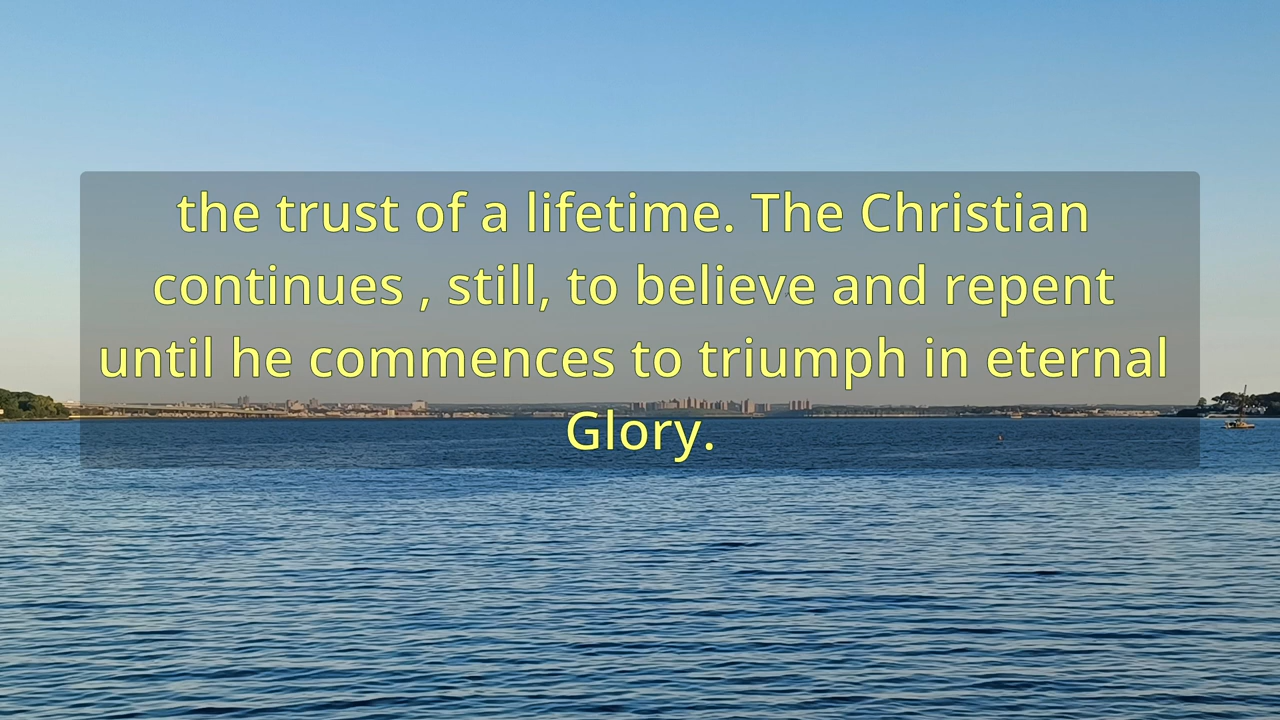 the trust of a lifetime. The Christian
continues , still, to believe and repent
until he commences to triumph in eternal
Glory.